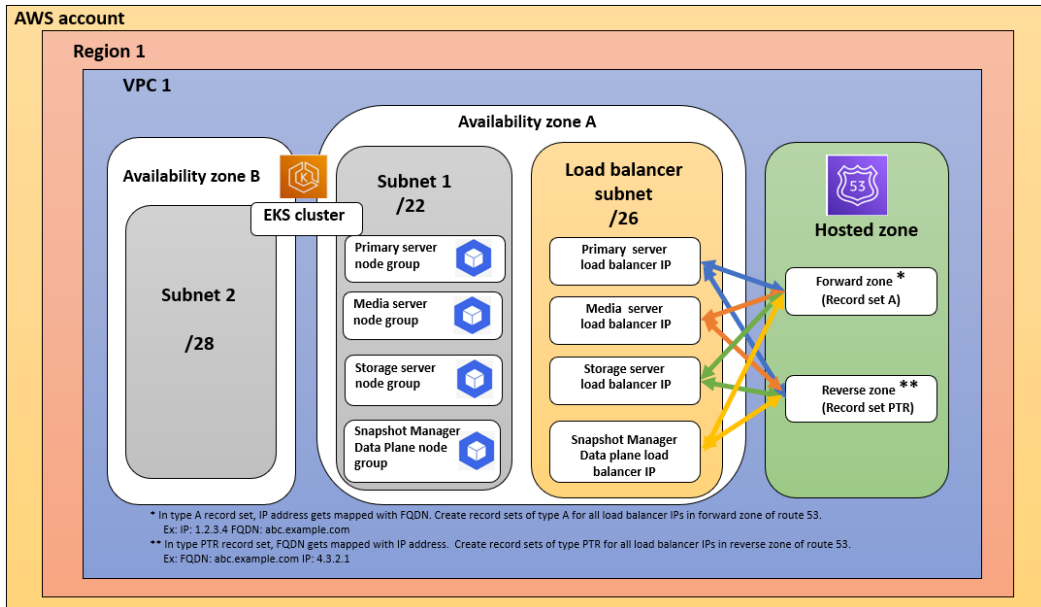 AWS account
Region 1
VPC 1
Availability zone A
Availability zone B
EKS cluster
Subnet 2
/28
Subnet 1
/22
Primary server
node group
Media server
node group
Storage server
node group
Snapshot Manager
Data Plane node
group
Load balancer
subnet
/26
Primary server
load balancer IP
Media server
load balancer IP
Storage server
load balancer IP
Snapshot Manager
Data plane load
balancer IP
53
Hosted zone
Forward zone *
(Record set A)
Reverse zone **
(Record set PTR)
* In type A record set, IP address gets mapped with FQDN. Create record sets of type A for all load balancer IPs in forward zone of route 53.
Ex: IP: 1.2.3.4 FQDN: abc.example.com
** In type PTR record set, FQDN gets mapped with IP address. Create record sets of type PTR for all load balancer IPs in reverse zone of route 53.
Ex: FQDN: abc.example.com IP: 4.3.2.1